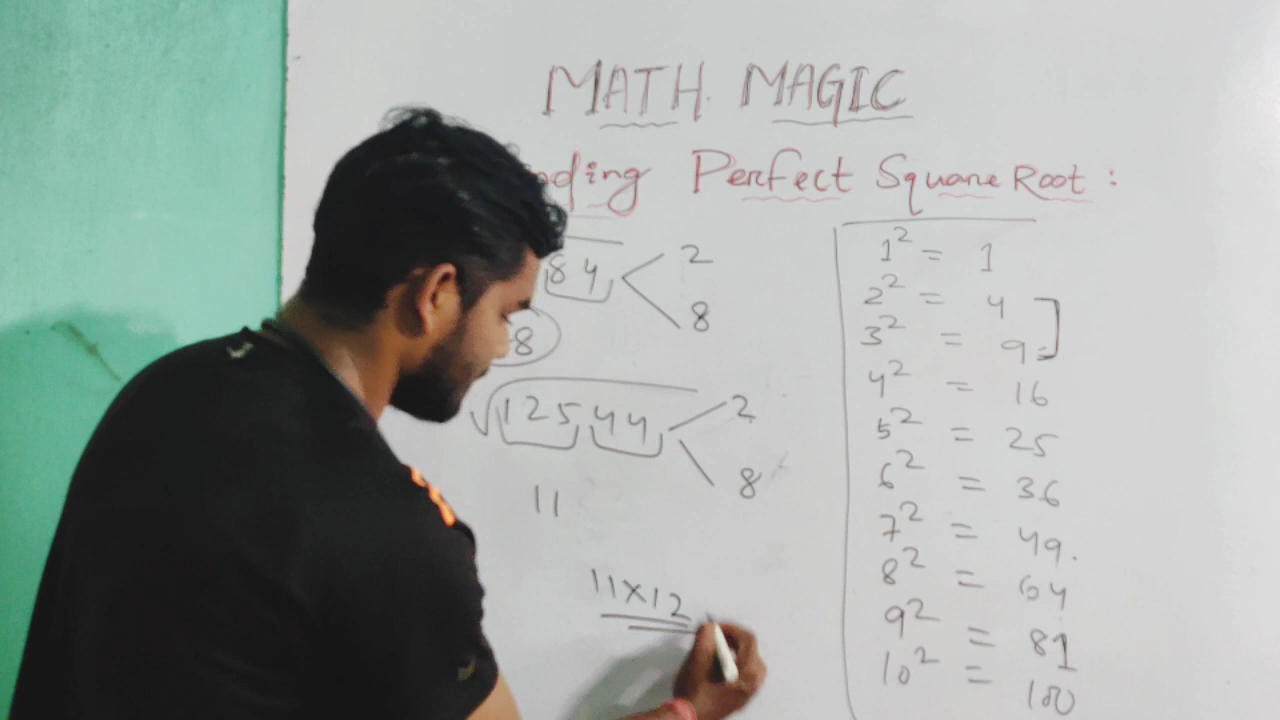 MATH MAGIC
nding Perfect Square Root :
84 2
8
8
√12544 2
8
11
11×12
1² = 1
2² = 4
3² = 9
4² = 16
5² = 25
6² = 36
7² = 49.
8² = 64
9² = 81
10² = 100